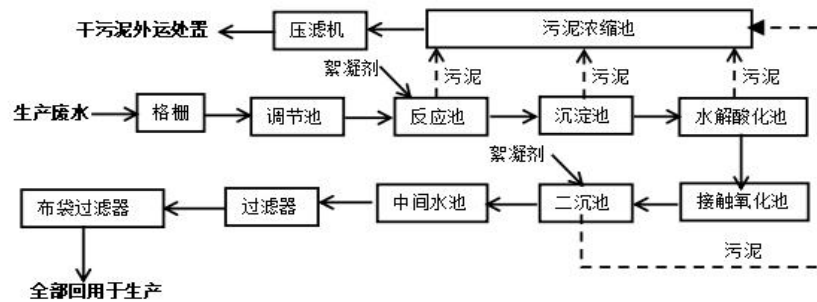 干污泥外运处置
压滤机
污泥浓缩池
絮凝剂
污泥
污泥
污泥
生产废水
格栅
调节池
反应池
沉淀池
水解酸化池
絮凝剂
布袋过滤器
过滤器
中间水池
二沉池
接触氧化池
污泥
全部回用于生产